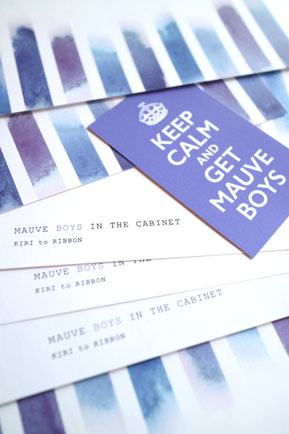 KEEP
CALM
AND
GET
MAUVE
BOYS
MAUVE BOYS IN THE CABINET
KIRI to RIBBON
MAUVE BOYS IN THE
KIRI to RIBBON
MAUVE BOYS IN THE CABINET
KIRI to RIBBON